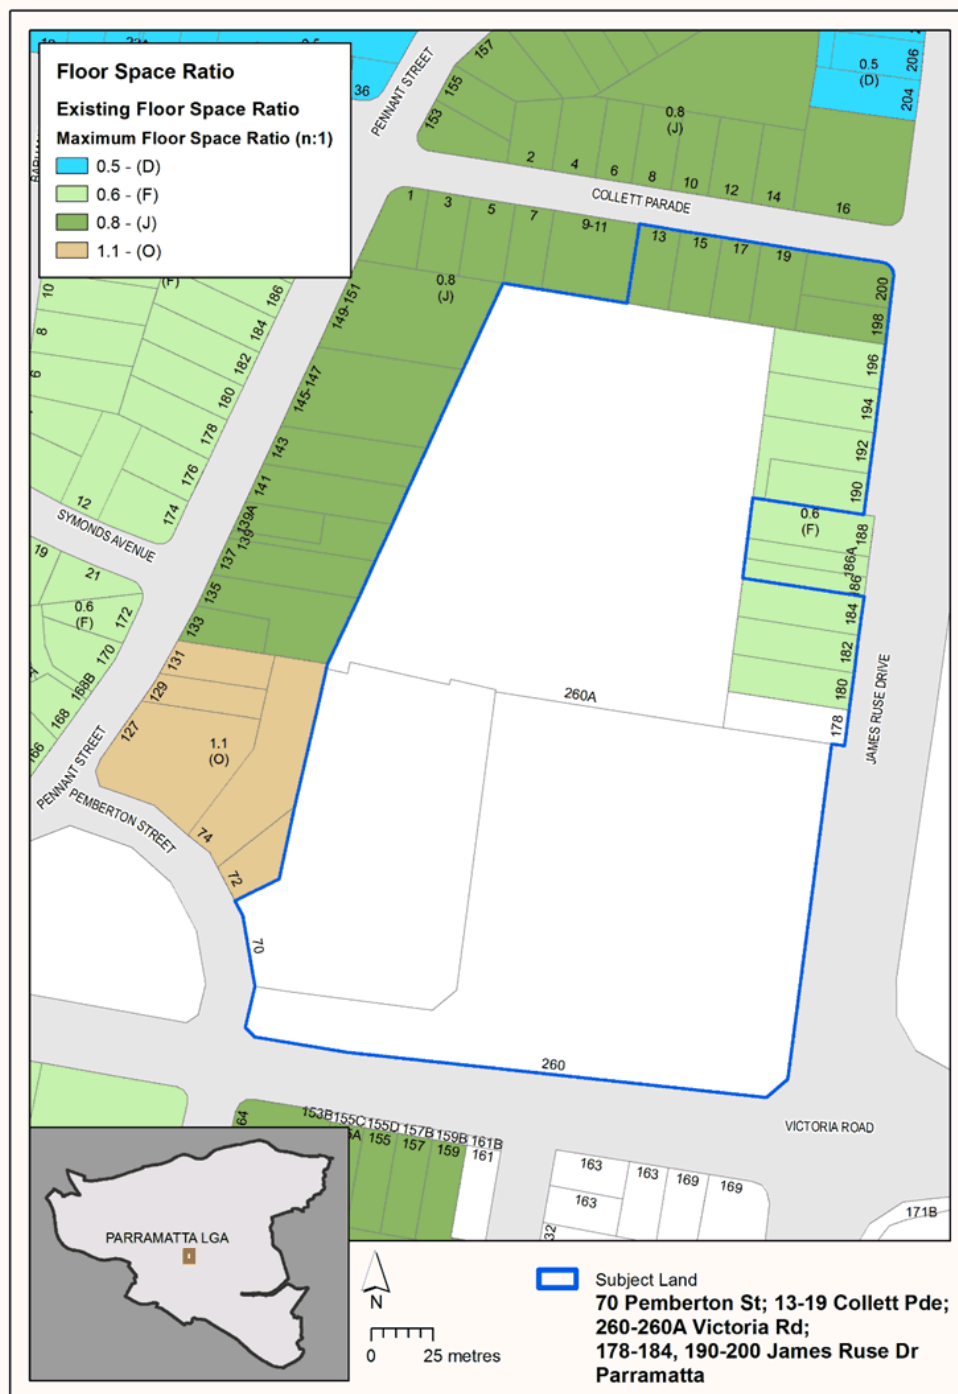 Floor Space Ratio
Existing Floor Space Ratio
Maximum Floor Space Ratio (n:1)
0.5 - (D)
0.6 - (F)
0.8 - (J)
1.1 - (O)
36
PENNANT STREET
157
155
153
0.8
(J)
0.5
(D)
206
204
2
4
6
8
10
12
14
16
COLLETT PARADE
1
3
5
7
9-11
13
15
17
19
200
198
196
194
192
190
0.6
(F)
188
186A
186
184
182
180
178
0.8
(J)
149-151
145-147
143
141
139A
139
137
135
133
(F)
10
8
6
186
184
182
180
178
176
174
12
SYMONDS AVENUE
19
21
0.6
(F)
172
170
168B
168
166
131
129
127
1.1
(O)
74
72
70
PENNANT STREET
PEMBERTON STREET
260A
260
JAMES RUSE DRIVE
VICTORIA ROAD
64
153B
155C
155D
157B
159B
161B
155
157
159
161
163
163
169
169
163
32
171B
PARRAMATTA LGA
N
0 25 metres
Subject Land
70 Pemberton St; 13-19 Collett Pde;
260-260A Victoria Rd;
178-184, 190-200 James Ruse Dr
Parramatta